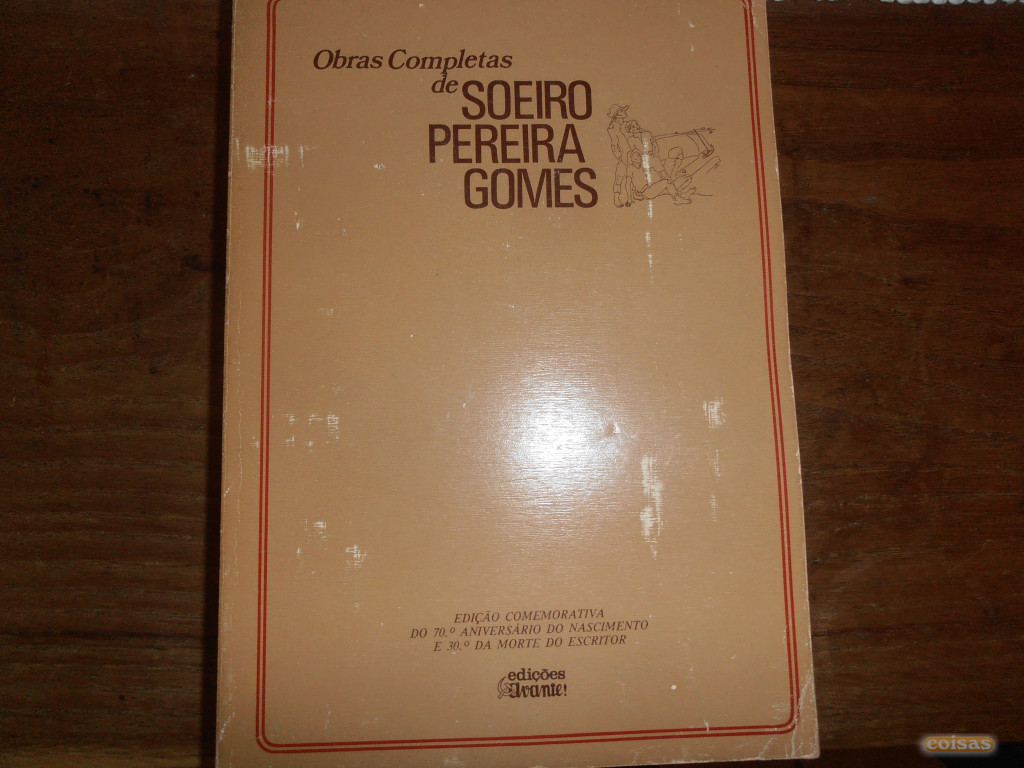 Obras Completas
de
SOEIRO
PEREIRA
GOMES
EDIÇÃO COMEMORATIVA
DO 70.º ANIVERSÁRIO DO NASCIMENTO
E 30.º DA MORTE DO ESCRITOR
edições
Avante!
coisas